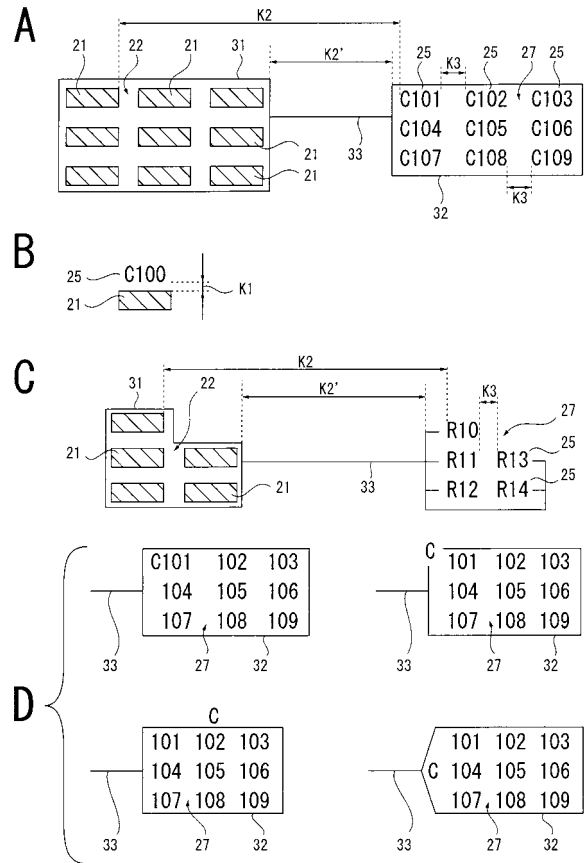 A
K2
21 22 21 31 K2' 25 K3 25 27 25
C101 C102 C103
C104 C105 C106
C107 C108 C109
21
33
21
K3
32
B
25 C100
21 K1
C
K2
31 22 K2' K3 27
R10 25
21 R11 R13 25
R12 R14
21 33
D
C101 102 103
104 105 106
107 108 109
33 27 32
C
101 102 103
104 105 106
107 108 109
33 27 32
C
101 102 103
104 105 106
107 108 109
33 27 32
101 102 103
C 104 105 106
107 108 109
33 27 32